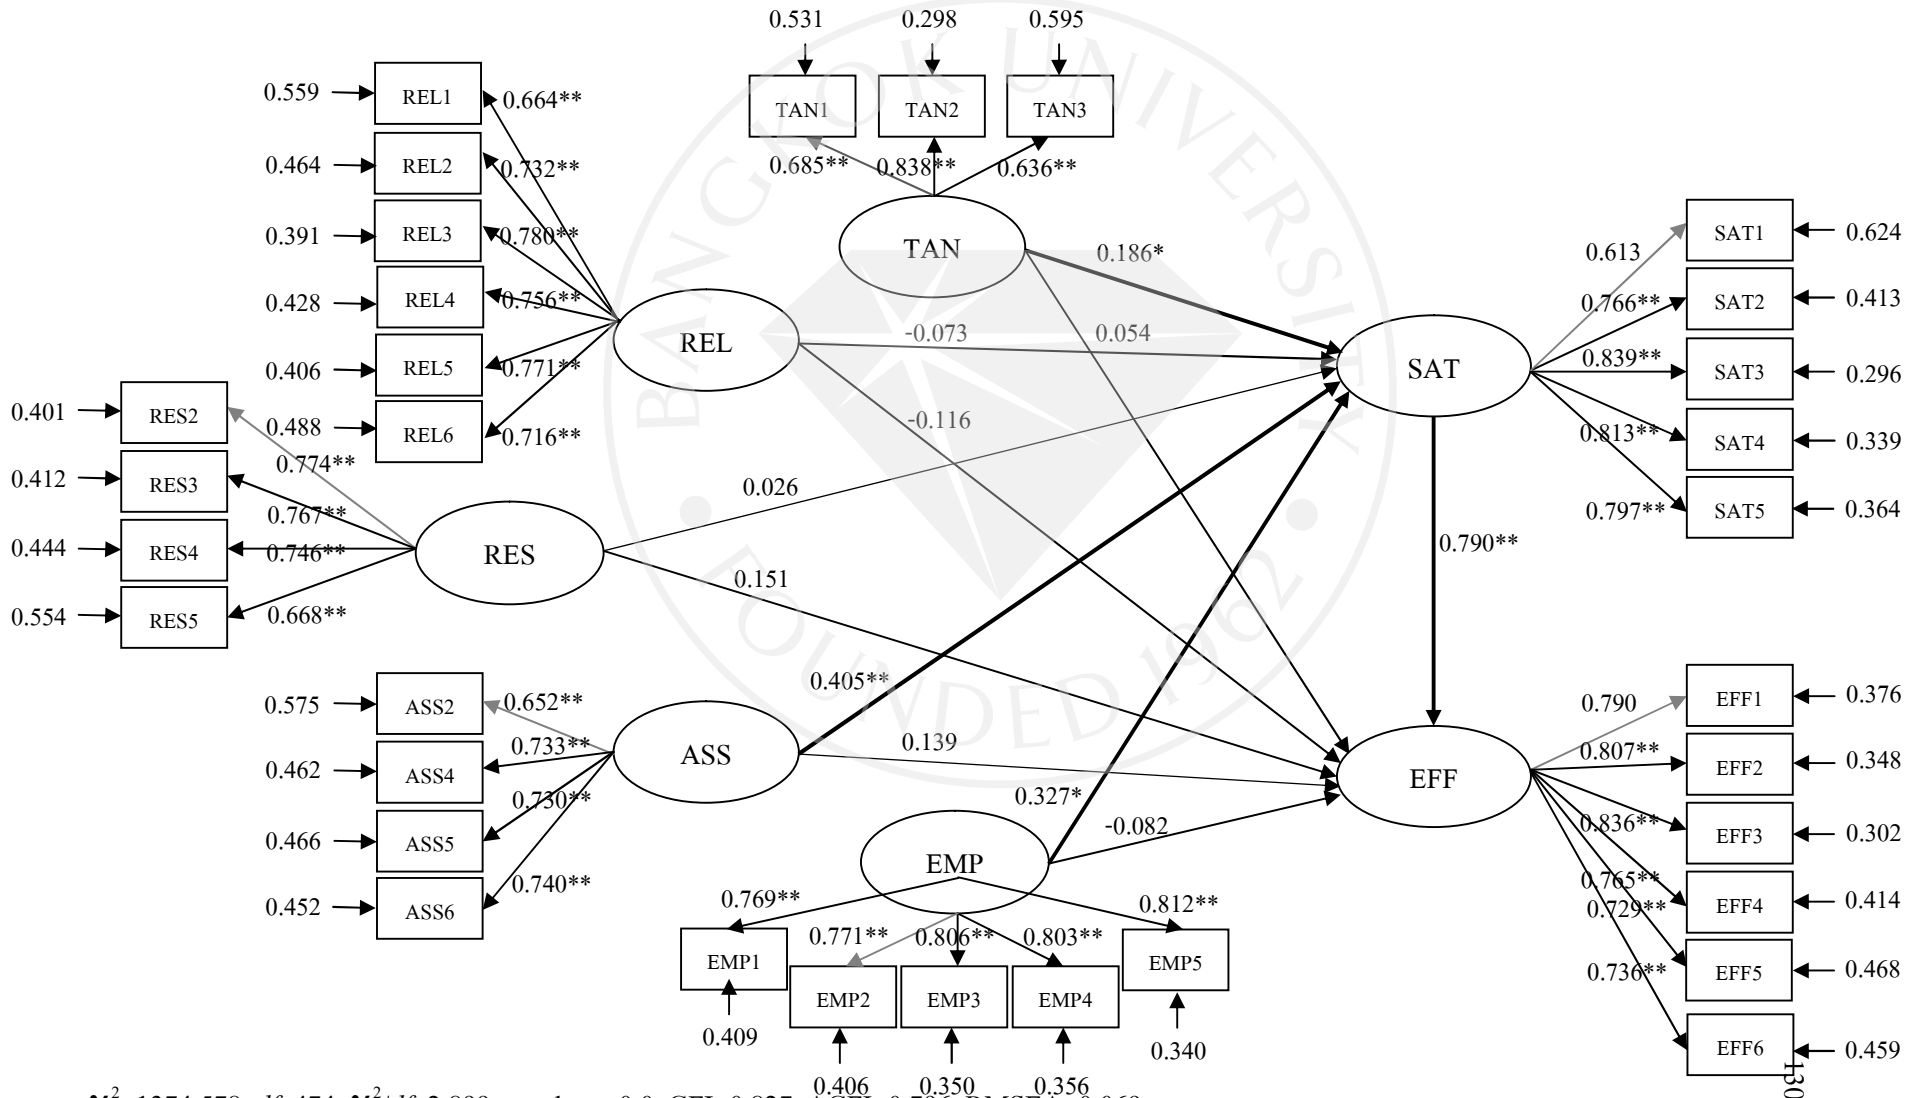 0.531 0.298 0.595
TAN1 TAN2 TAN3
0.685** 0.838** 0.636**
TAN
0.559 REL1 0.664**
0.464 REL2 0.732**
0.391 REL3 0.780**
0.428 REL4 0.756**
0.406 REL5 0.771**
0.488 REL6 0.716**
REL
0.401 RES2 0.774**
0.412 RES3 0.767**
0.444 RES4 0.746**
0.554 RES5 0.668**
RES
0.575 ASS2 0.652**
0.462 ASS4 0.733**
0.466 ASS5 0.730**
0.452 ASS6 0.740**
ASS
0.186*
-0.073 0.054
-0.116
0.026
0.151
0.405**
0.139
0.327*
-0.082
0.790**
SAT
0.613 SAT1 0.624
0.766** SAT2 0.413
0.839** SAT3 0.296
0.813** SAT4 0.339
0.797** SAT5 0.364
EFF
0.790 EFF1 0.376
0.807** EFF2 0.348
0.836** EFF3 0.302
0.765** EFF4 0.414
0.729** EFF5 0.468
0.736** EFF6 0.459
EMP
0.769** 0.771** 0.806** 0.803** 0.812**
EMP1 EMP2 EMP3 EMP4 EMP5
0.409 0.406 0.350 0.356 0.340
130
BANGKOK UNIVERSITY
FOUNDED 1962